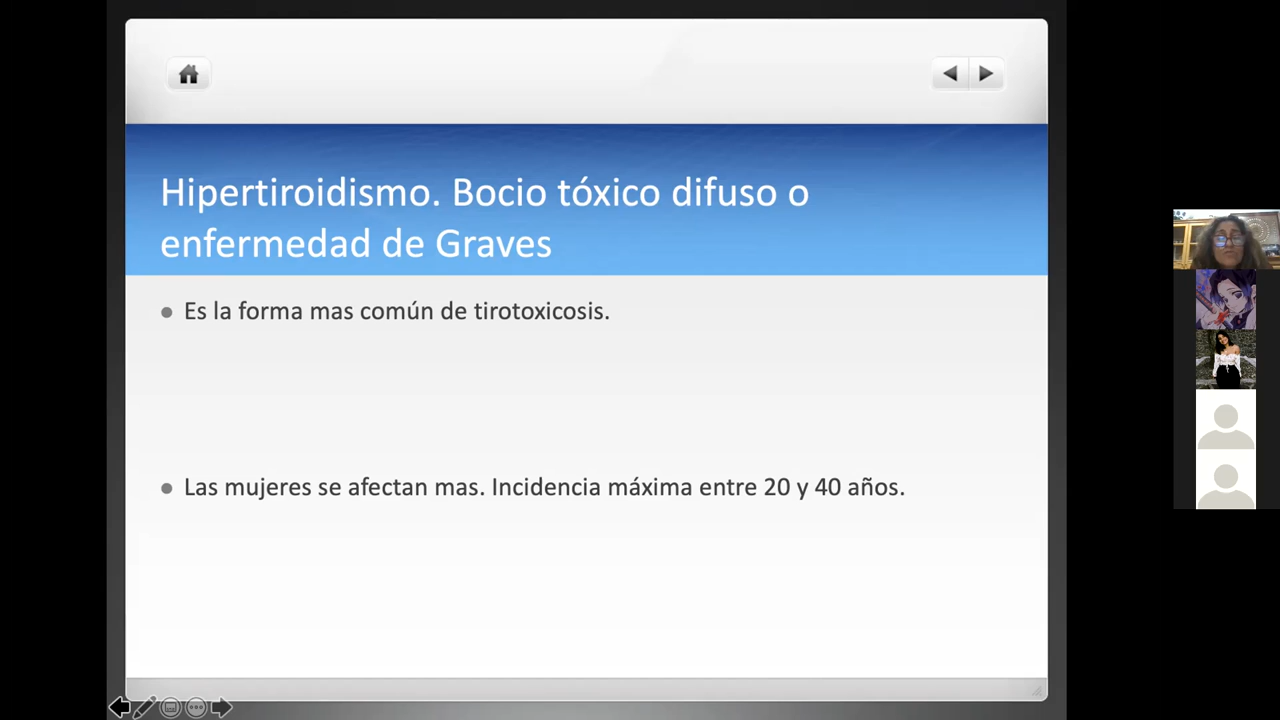 Hipertiroidismo. Bocio tóxico difuso o
enfermedad de Graves
Es la forma mas común de tirotoxicosis.
Las mujeres se afectan mas. Incidencia máxima entre 20 y 40 años.